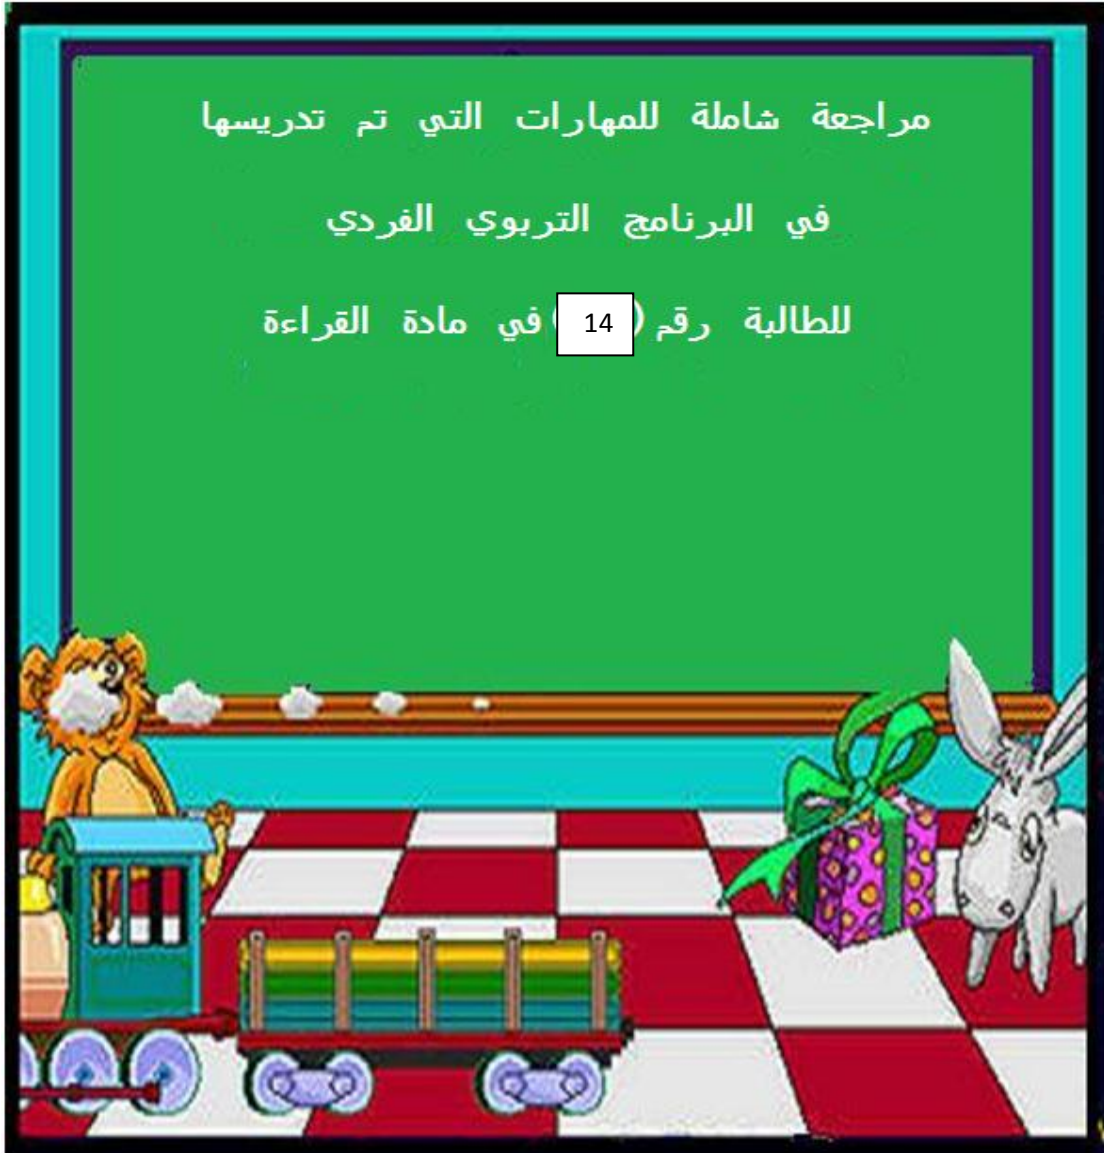 مراجعة شاملة للمهارات التي تم تدريسها
في البرنامج التربوي الفردي
للطالبة رقم (14) في مادة القراءة